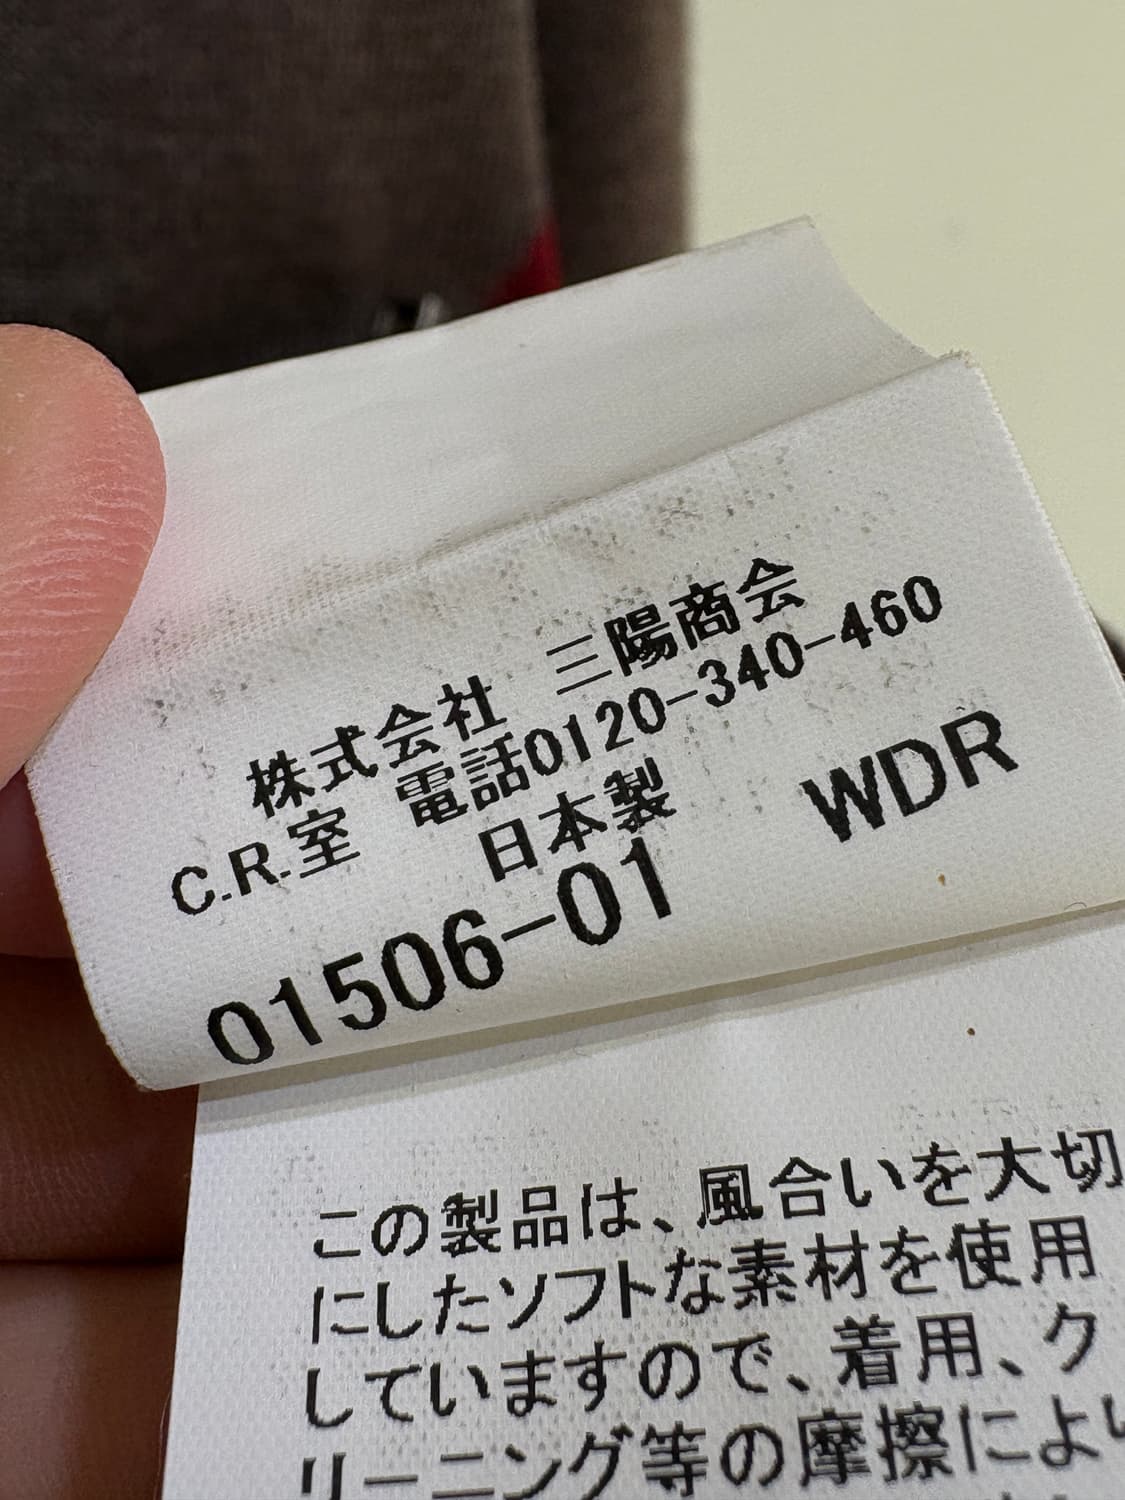 株式会社 三陽商会
C.R.室 電話0120-340-460
日本製 WDR
01506-01
この製品は、風合いを大切
にしたソフトな素材を使用
していますので、着用、ク
リーニング等の摩擦により